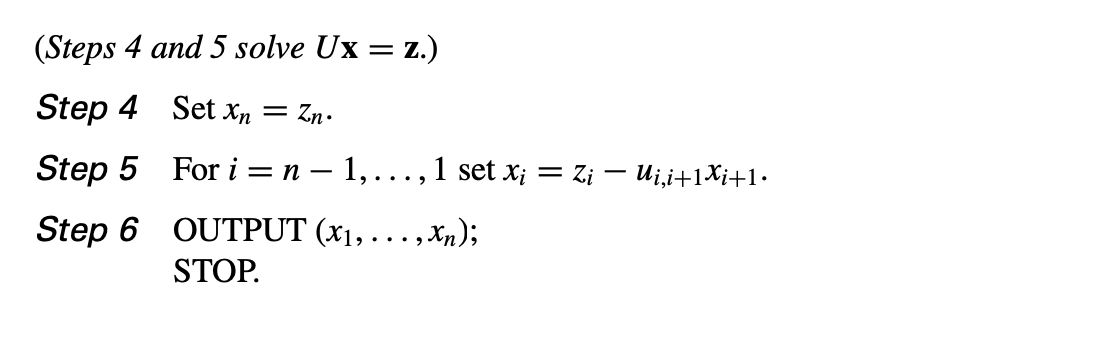 (Steps 4 and 5 solve Ux = z.)
Step 4 Set xₙ = zₙ.
Step 5 For i = n − 1, . . . , 1 set xᵢ = zᵢ − uᵢ,ᵢ₊₁xᵢ₊₁.
Step 6 OUTPUT (x₁, . . . , xₙ);
STOP.